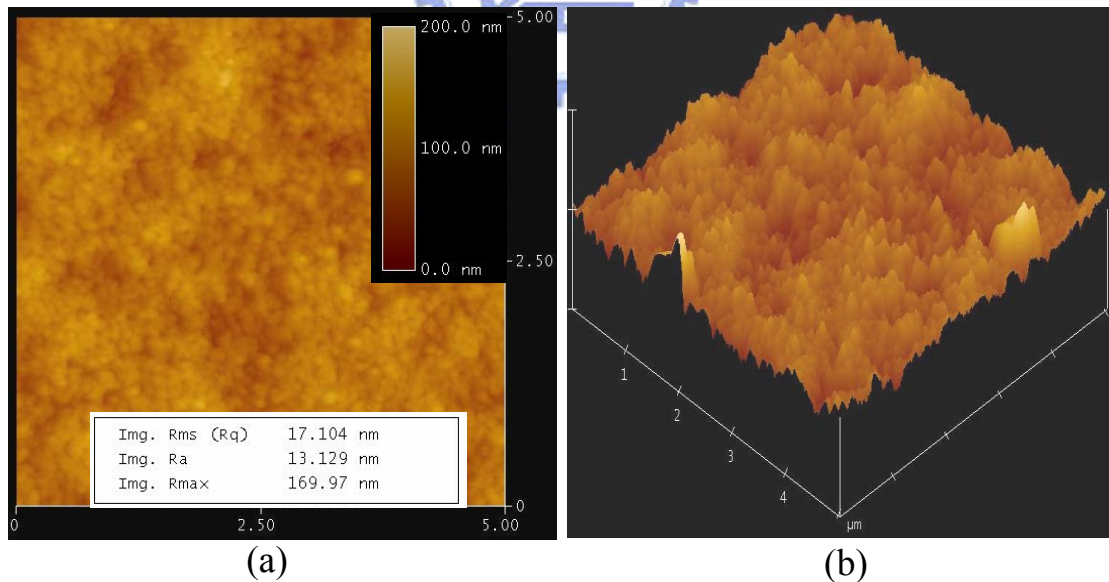 200.0 nm
100.0 nm
0.0 nm
5.00
2.50
0
Img. Rms (Rq) 17.104 nm
Img. Ra 13.129 nm
Img. Rmax 169.97 nm
0
2.50
5.00
(a)
1
2
3
4
µm
(b)